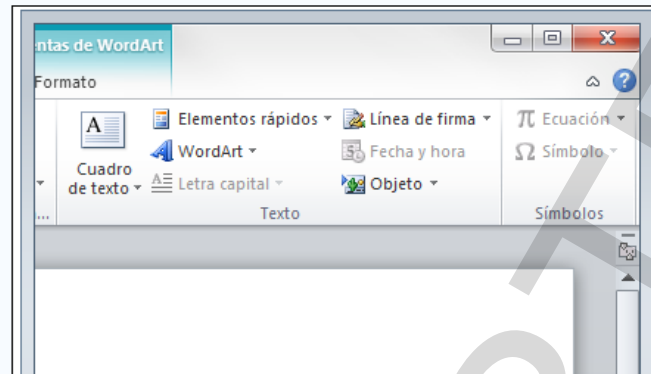 ntas de WordArt
Formato
Elementos rápidos
Línea de firma
Ecuación
A
WordArt
Fecha y hora
Símbolo
Cuadro
de texto
Letra capital
Objeto
...
Texto
Símbolos